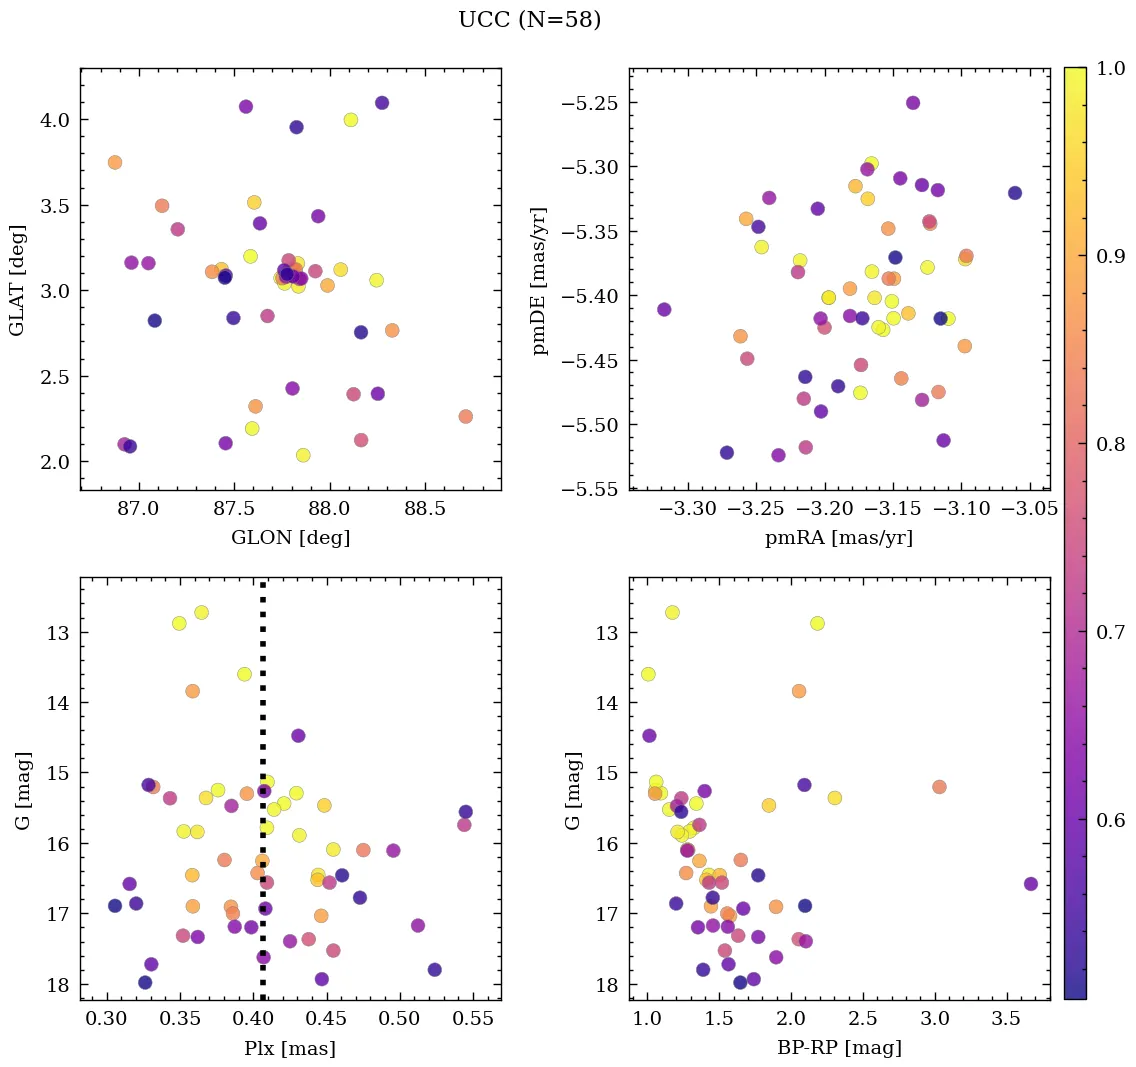 UCC (N=58)
4.0
3.5
3.0
2.5
2.0
GLAT [deg]
87.0 87.5 88.0 88.5
GLON [deg]
−5.25
−5.30
−5.35
−5.40
−5.45
−5.50
−5.55
pmDE [mas/yr]
−3.30 −3.25 −3.20 −3.15 −3.10 −3.05
pmRA [mas/yr]
13
14
15
16
17
18
G [mag]
0.30 0.35 0.40 0.45 0.50 0.55
Plx [mas]
13
14
15
16
17
18
G [mag]
1.0 1.5 2.0 2.5 3.0 3.5
BP-RP [mag]
1.0
0.9
0.8
0.7
0.6